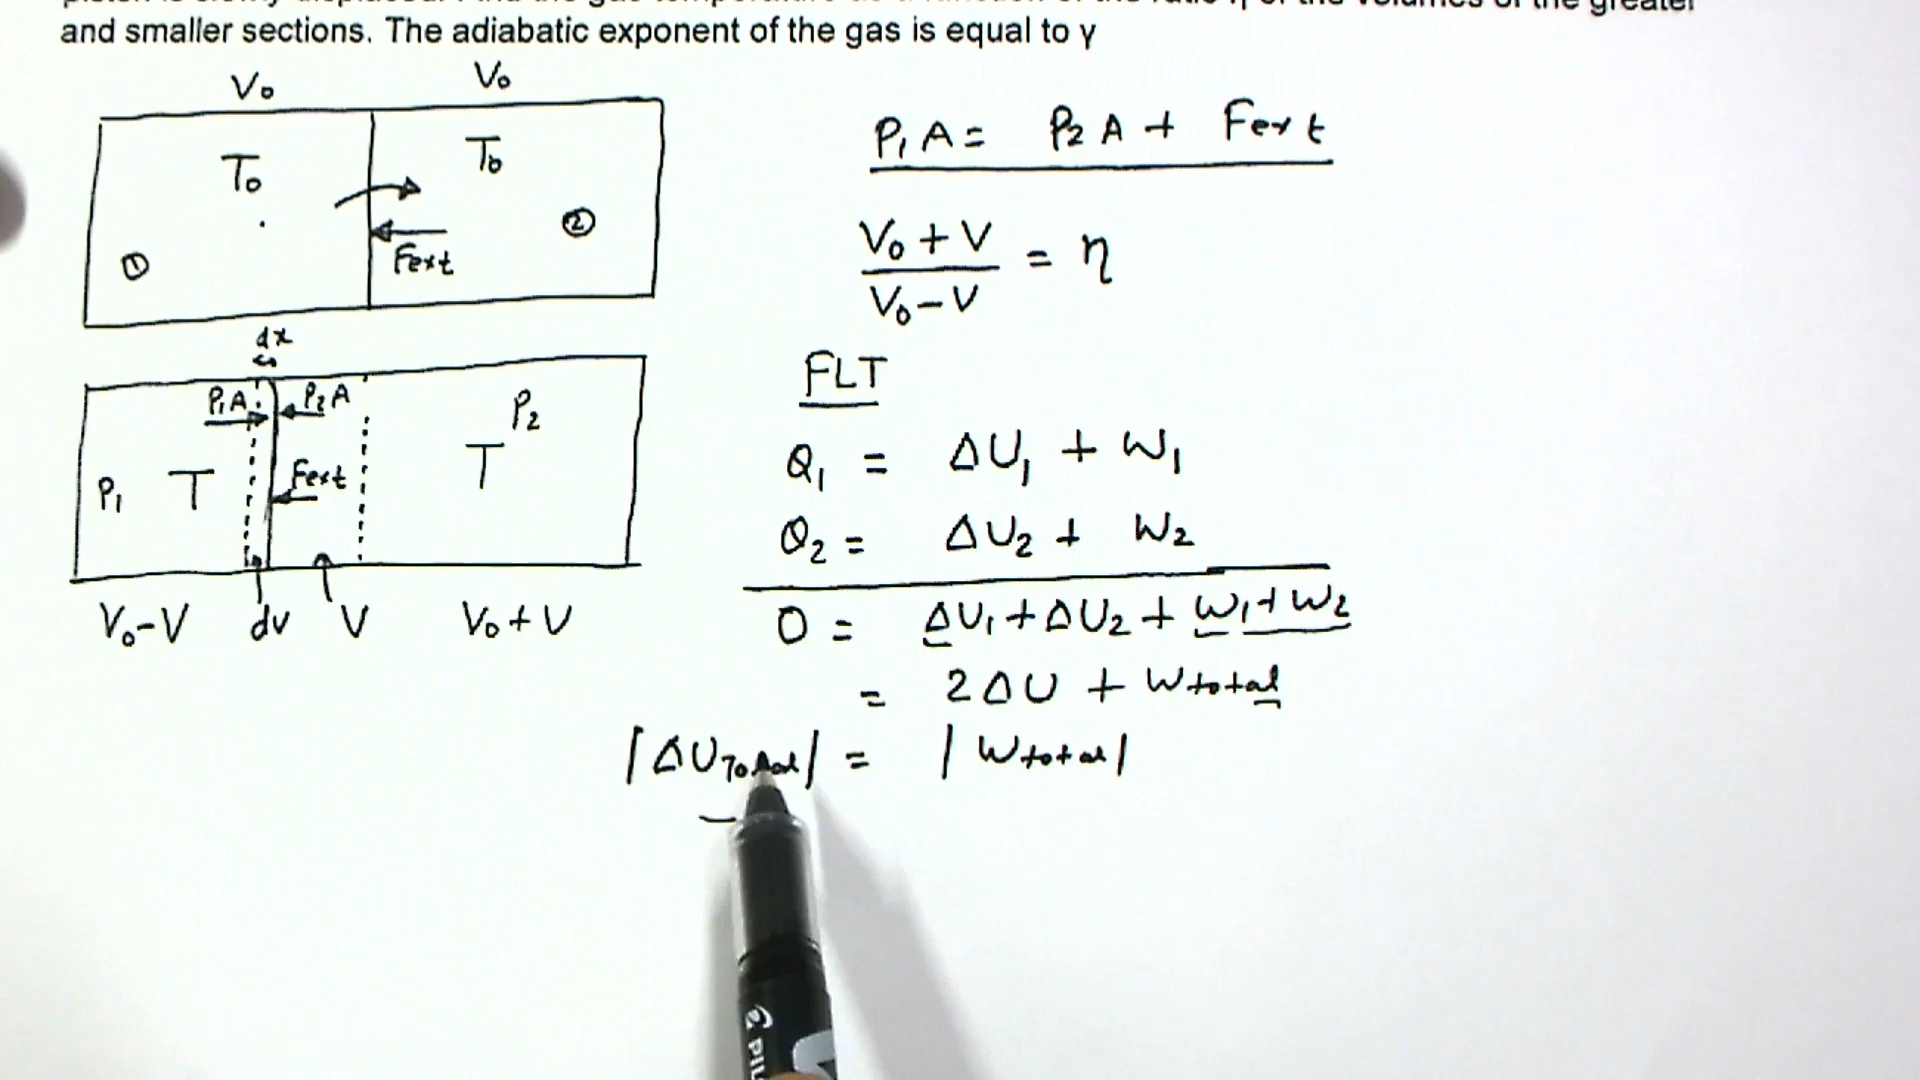 and smaller sections. The adiabatic exponent of the gas is equal to γ
V₀ V₀
T₀ T₀
① ②
Fext
P₁A = P₂A + Fext
V₀ + V
V₀ − V
= η
dx
P₁A P₂A
P₂
P₁ T Fext T
V₀−V dv V V₀+V
FLT
Q₁ = ΔU₁ + W₁
Q₂ = ΔU₂ + W₂
0 = ΔU₁ + ΔU₂ + W₁ + W₂
= 2ΔU + Wtotal
|ΔUTotal| = |Wtotal|